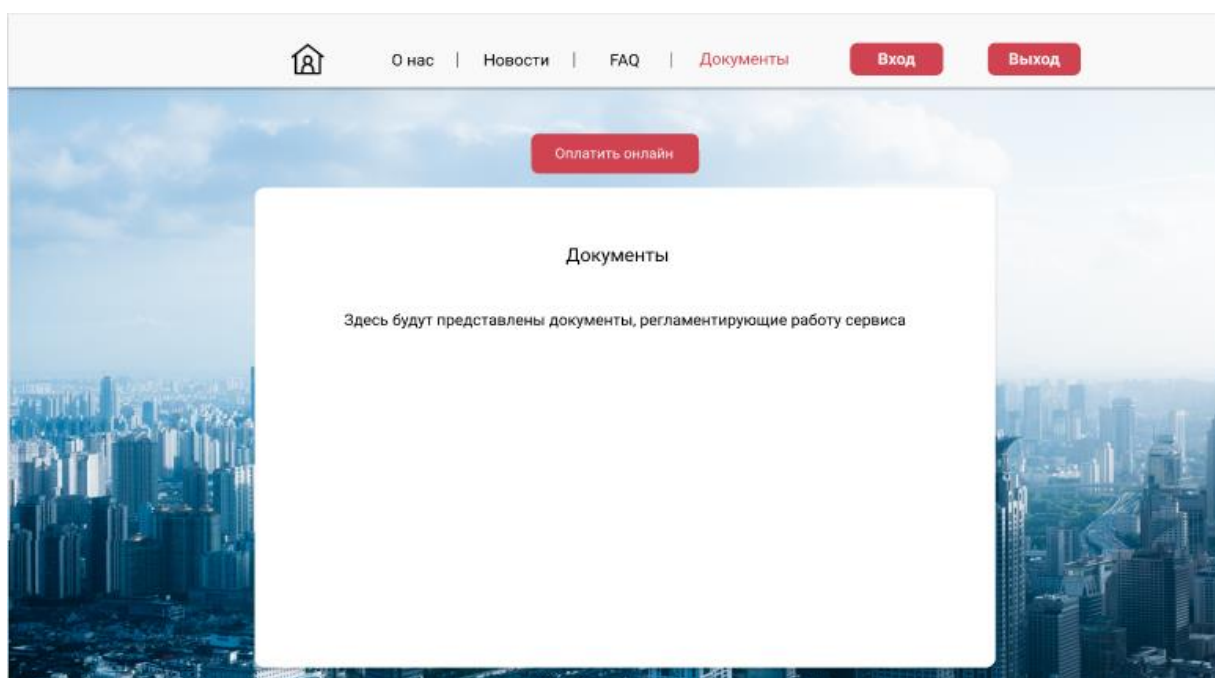 О нас | Новости | FAQ | Документы Вход Выход
Оплатить онлайн
Документы
Здесь будут представлены документы, регламентирующие работу сервиса